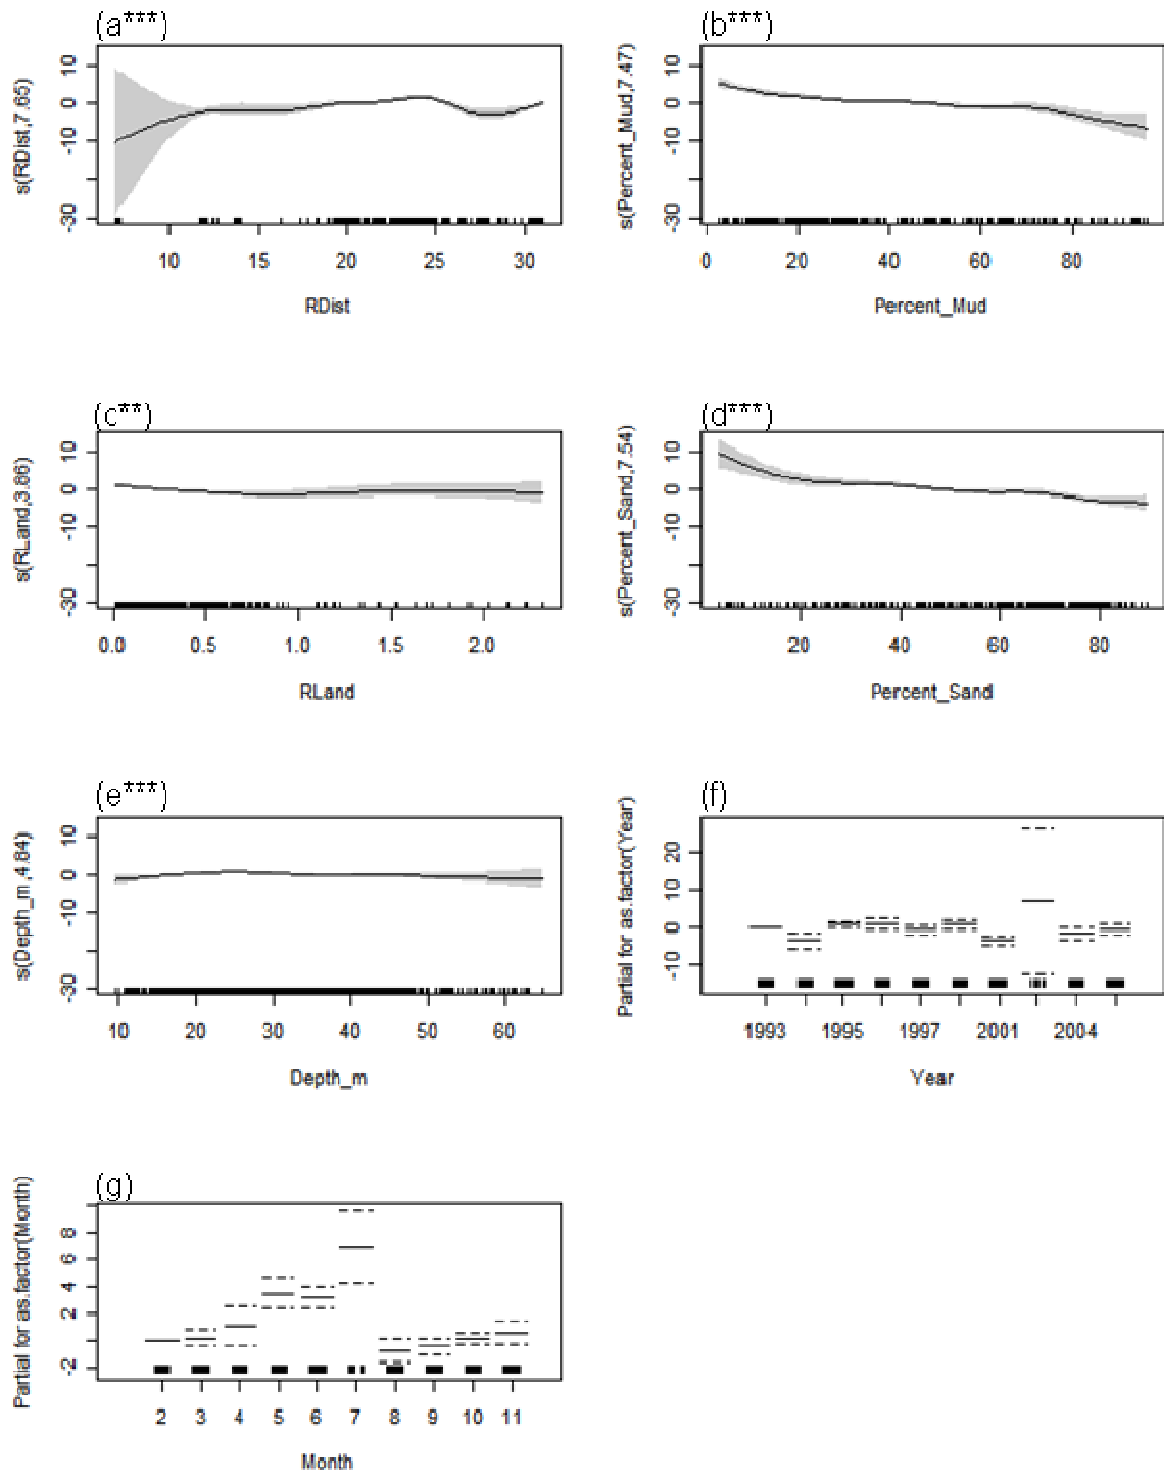 (a***)
s(RDist,7.65)
10
0
-10
-30
10 15 20 25 30
RDist
(b***)
s(Percent_Mud,7.47)
10
0
-10
-30
0 20 40 60 80
Percent_Mud
(c**)
s(RLand,3.86)
10
0
-10
-30
0.0 0.5 1.0 1.5 2.0
RLand
(d***)
s(Percent_Sand,7.54)
10
0
-10
-30
20 40 60 80
Percent_Sand
(e***)
s(Depth_m,4.84)
10
0
-10
-30
10 20 30 40 50 60
Depth_m
(f)
Partial for as.factor(Year)
20
10
0
-10
1993 1995 1997 2001 2004
Year
(g)
Partial for as.factor(Month)
8
6
4
2
-2
2 3 4 5 6 7 8 9 10 11
Month